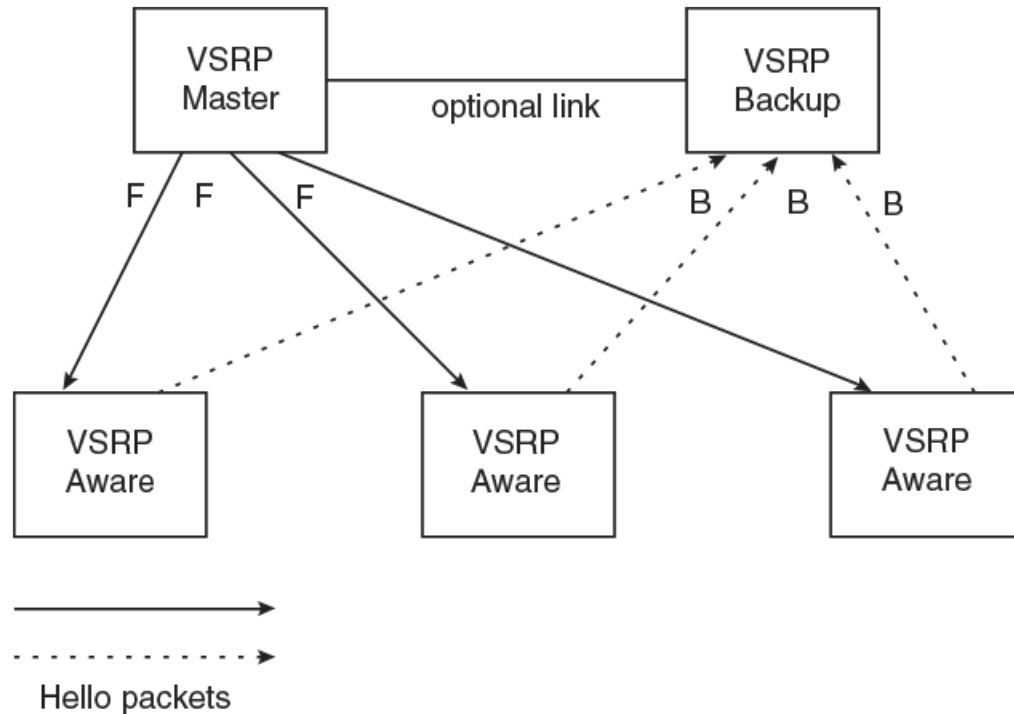 VSRP
Master
optional link
VSRP
Backup
F
F
F
B
B
B
VSRP
Aware
VSRP
Aware
VSRP
Aware
Hello packets